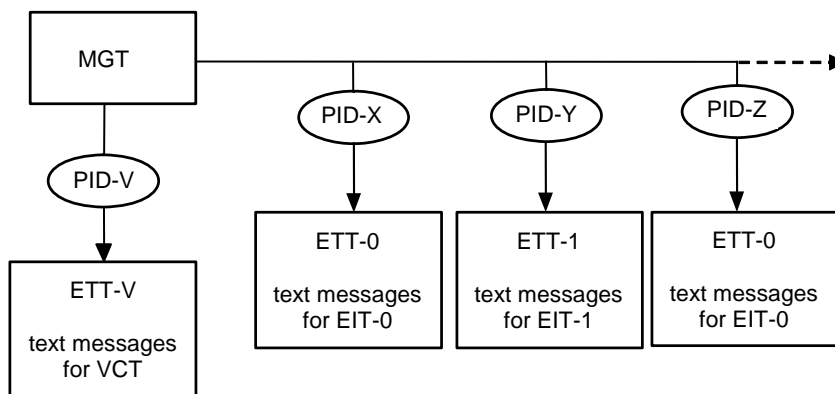 MGT
PID-X
PID-Y
PID-Z
PID-V
ETT-0
text messages
for EIT-0
ETT-1
text messages
for EIT-1
ETT-0
text messages
for EIT-0
ETT-V
text messages
for VCT